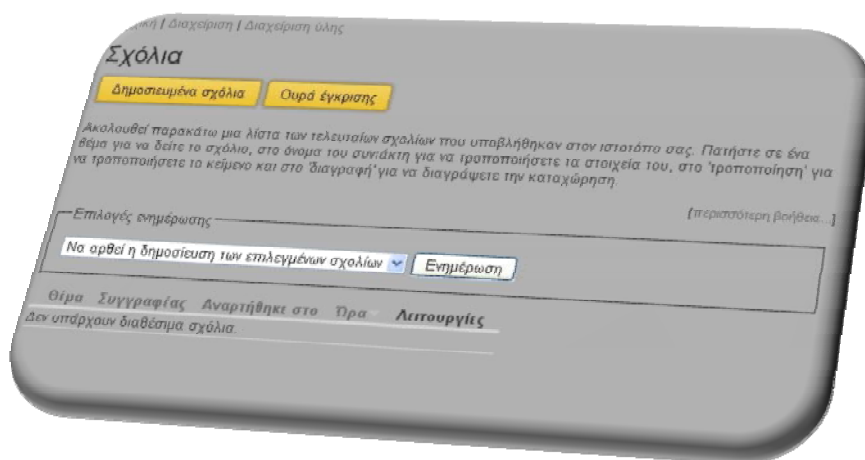 ική | Διαχείριση | Διαχείριση ύλης
Σχόλια
Δημοσιευμένα σχόλια Ουρά έγκρισης
Ακολουθεί παρακάτω μια λίστα των τελευταίων σχολίων που υποβλήθηκαν στον ιστοτόπο σας. Πατήστε σε ένα
θέμα για να δείτε το σχόλιο, στο όνομα του συντάκτη για να τροποποιήσετε τα στοιχεία του, στο 'τροποποίηση' για
να τροποποιήσετε το κείμενο και στο 'διαγραφή' για να διαγράψετε την καταχώρηση.
[περισσότερη βοήθεια...]
Επιλογές ενημέρωσης
Να αρθεί η δημοσίευση των επιλεγμένων σχολίων Ενημέρωση
Θέμα Συγγραφέας Αναρτήθηκε στο Ώρα Λειτουργίες
Δεν υπάρχουν διαθέσιμα σχόλια.